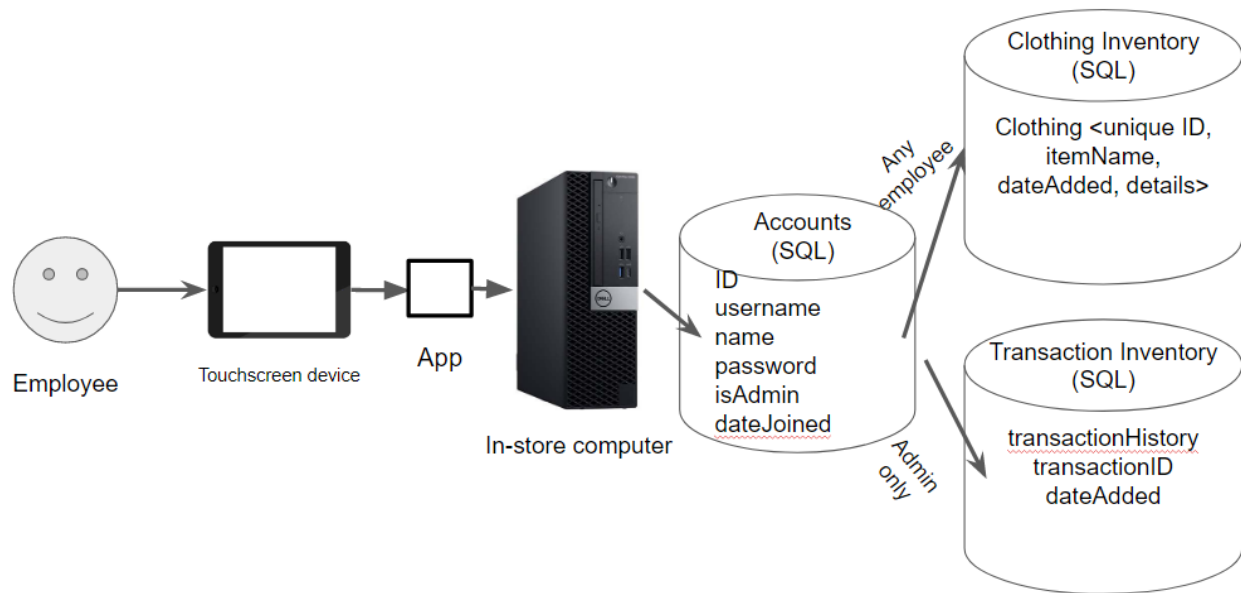 Employee
Touchscreen device
App
DELL
In-store computer
Accounts
(SQL)
ID
username
name
password
isAdmin
dateJoined
Any
employee
Admin
only
Clothing Inventory
(SQL)
Clothing <unique ID,
itemName,
dateAdded, details>
Transaction Inventory
(SQL)
transactionHistory
transactionID
dateAdded